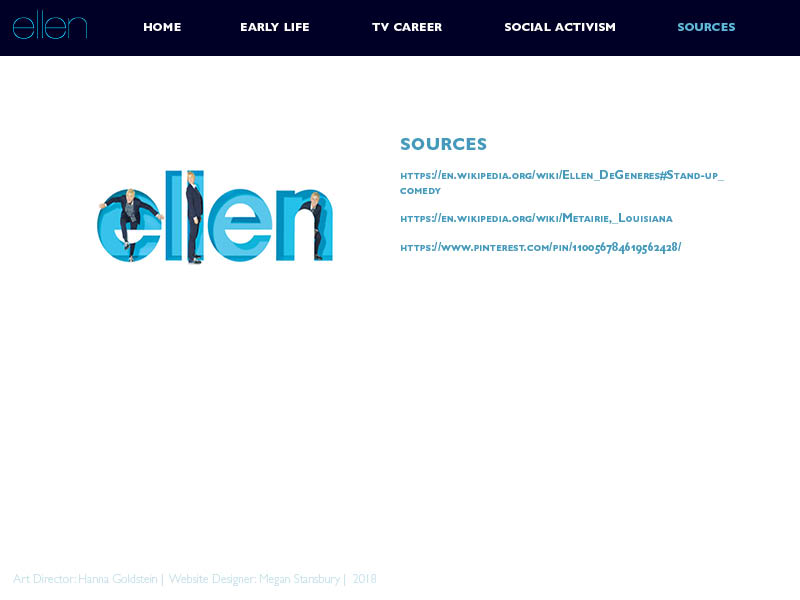 ellen HOME EARLY LIFE TV CAREER SOCIAL ACTIVISM SOURCES
ellen
SOURCES
https://en.wikipedia.org/wiki/Ellen_DeGeneres#Stand-up_
comedy
https://en.wikipedia.org/wiki/Metairie,_Louisiana
https://www.pinterest.com/pin/110056784619562428/
Art Director: Hanna Goldstein | Website Designer: Megan Stansbury | 2018